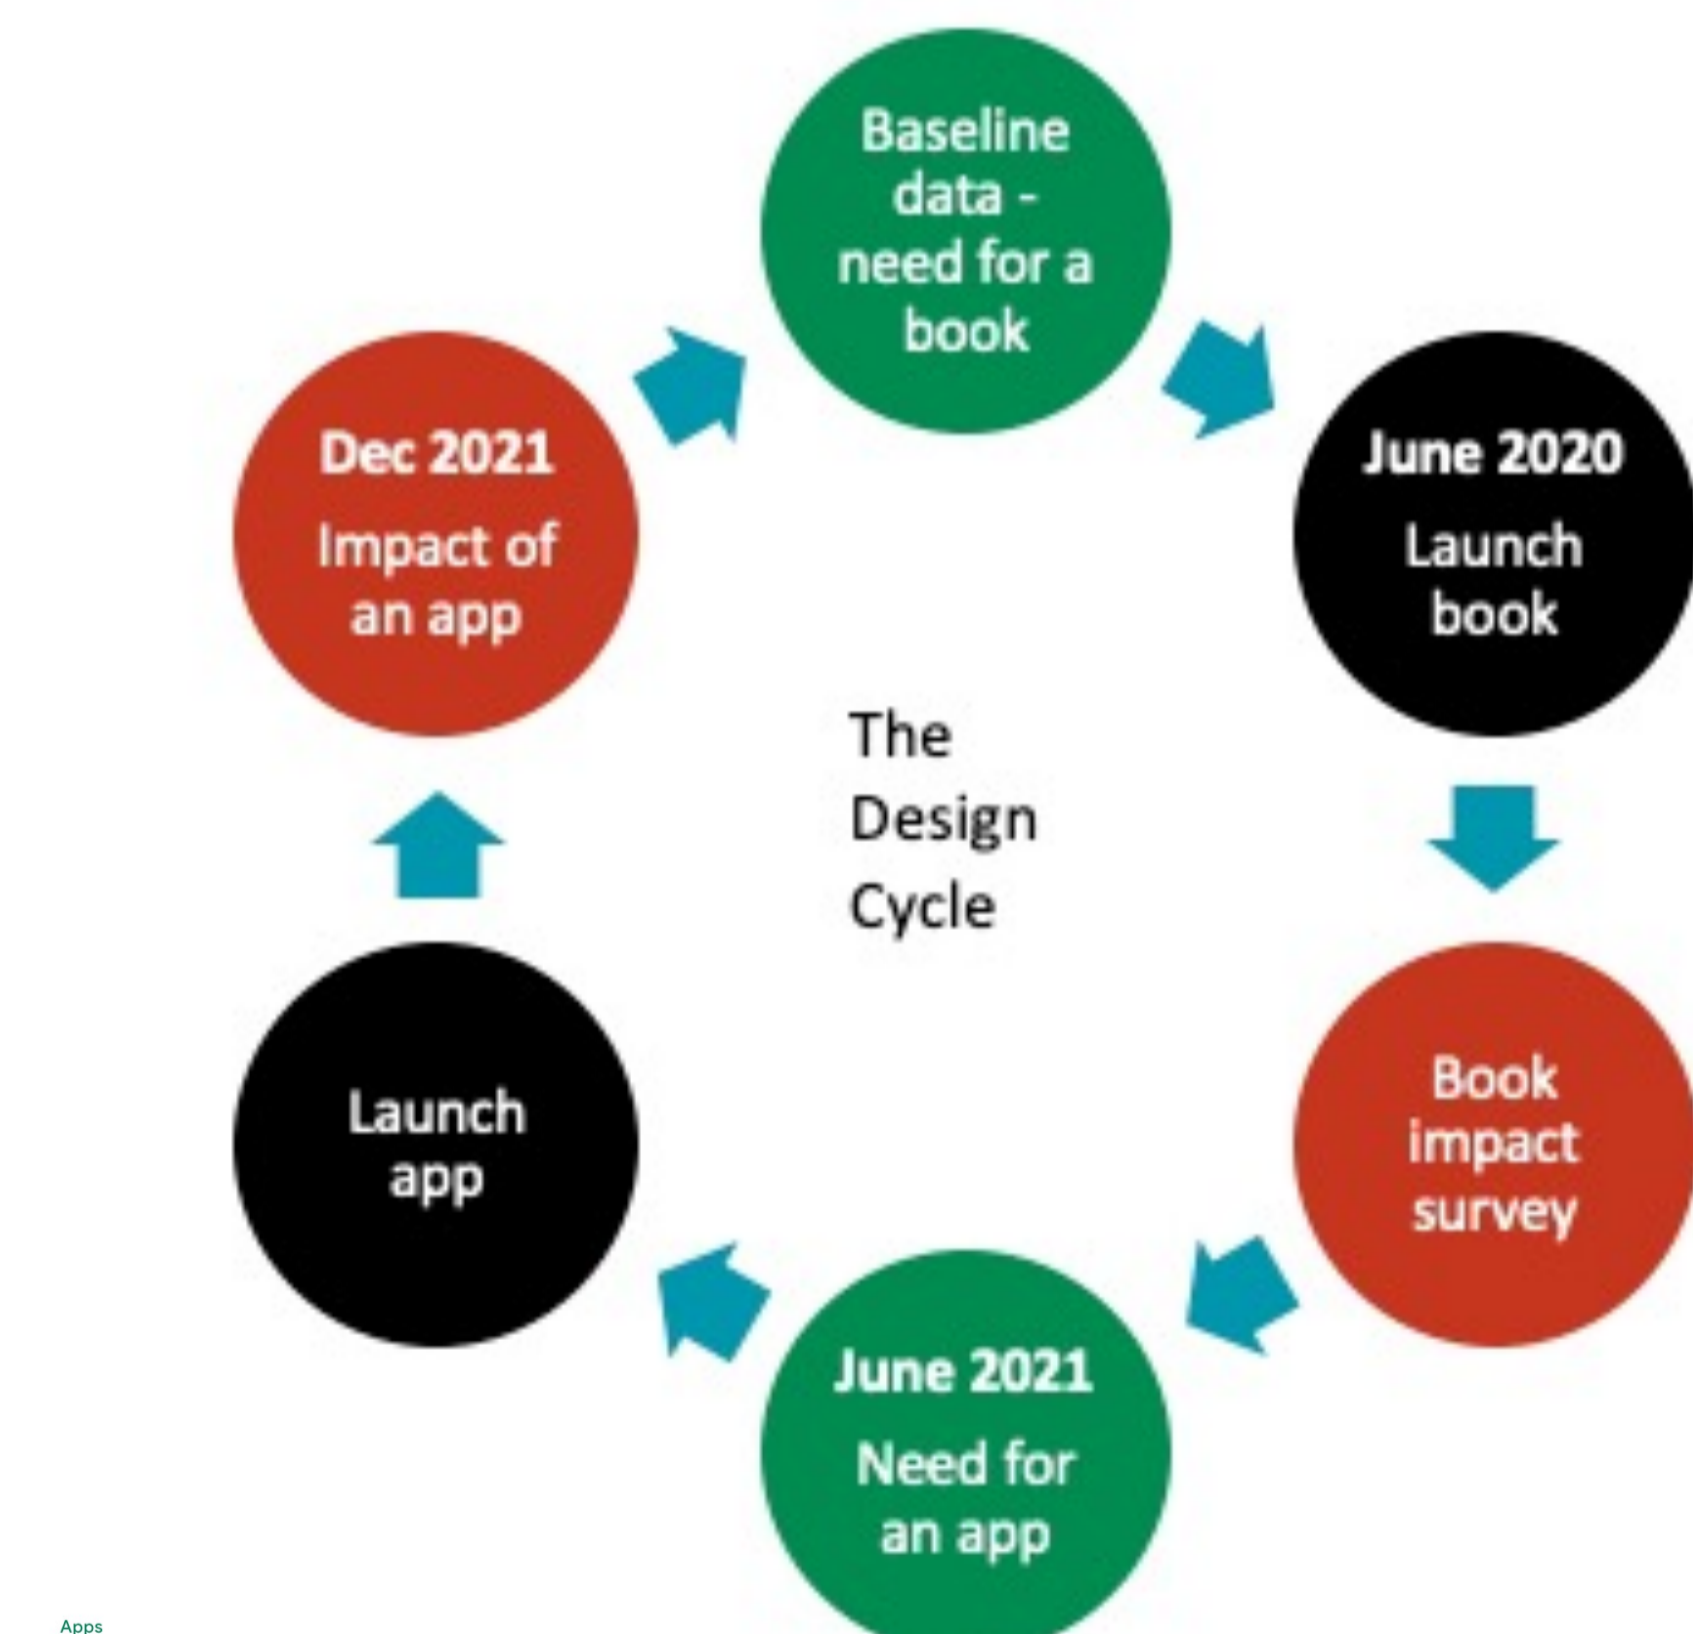 Baseline
data -
need for a
book
June 2020
Launch
book
Book
impact
survey
June 2021
Need for
an app
Launch
app
Dec 2021
Impact of
an app
The
Design
Cycle
Apps